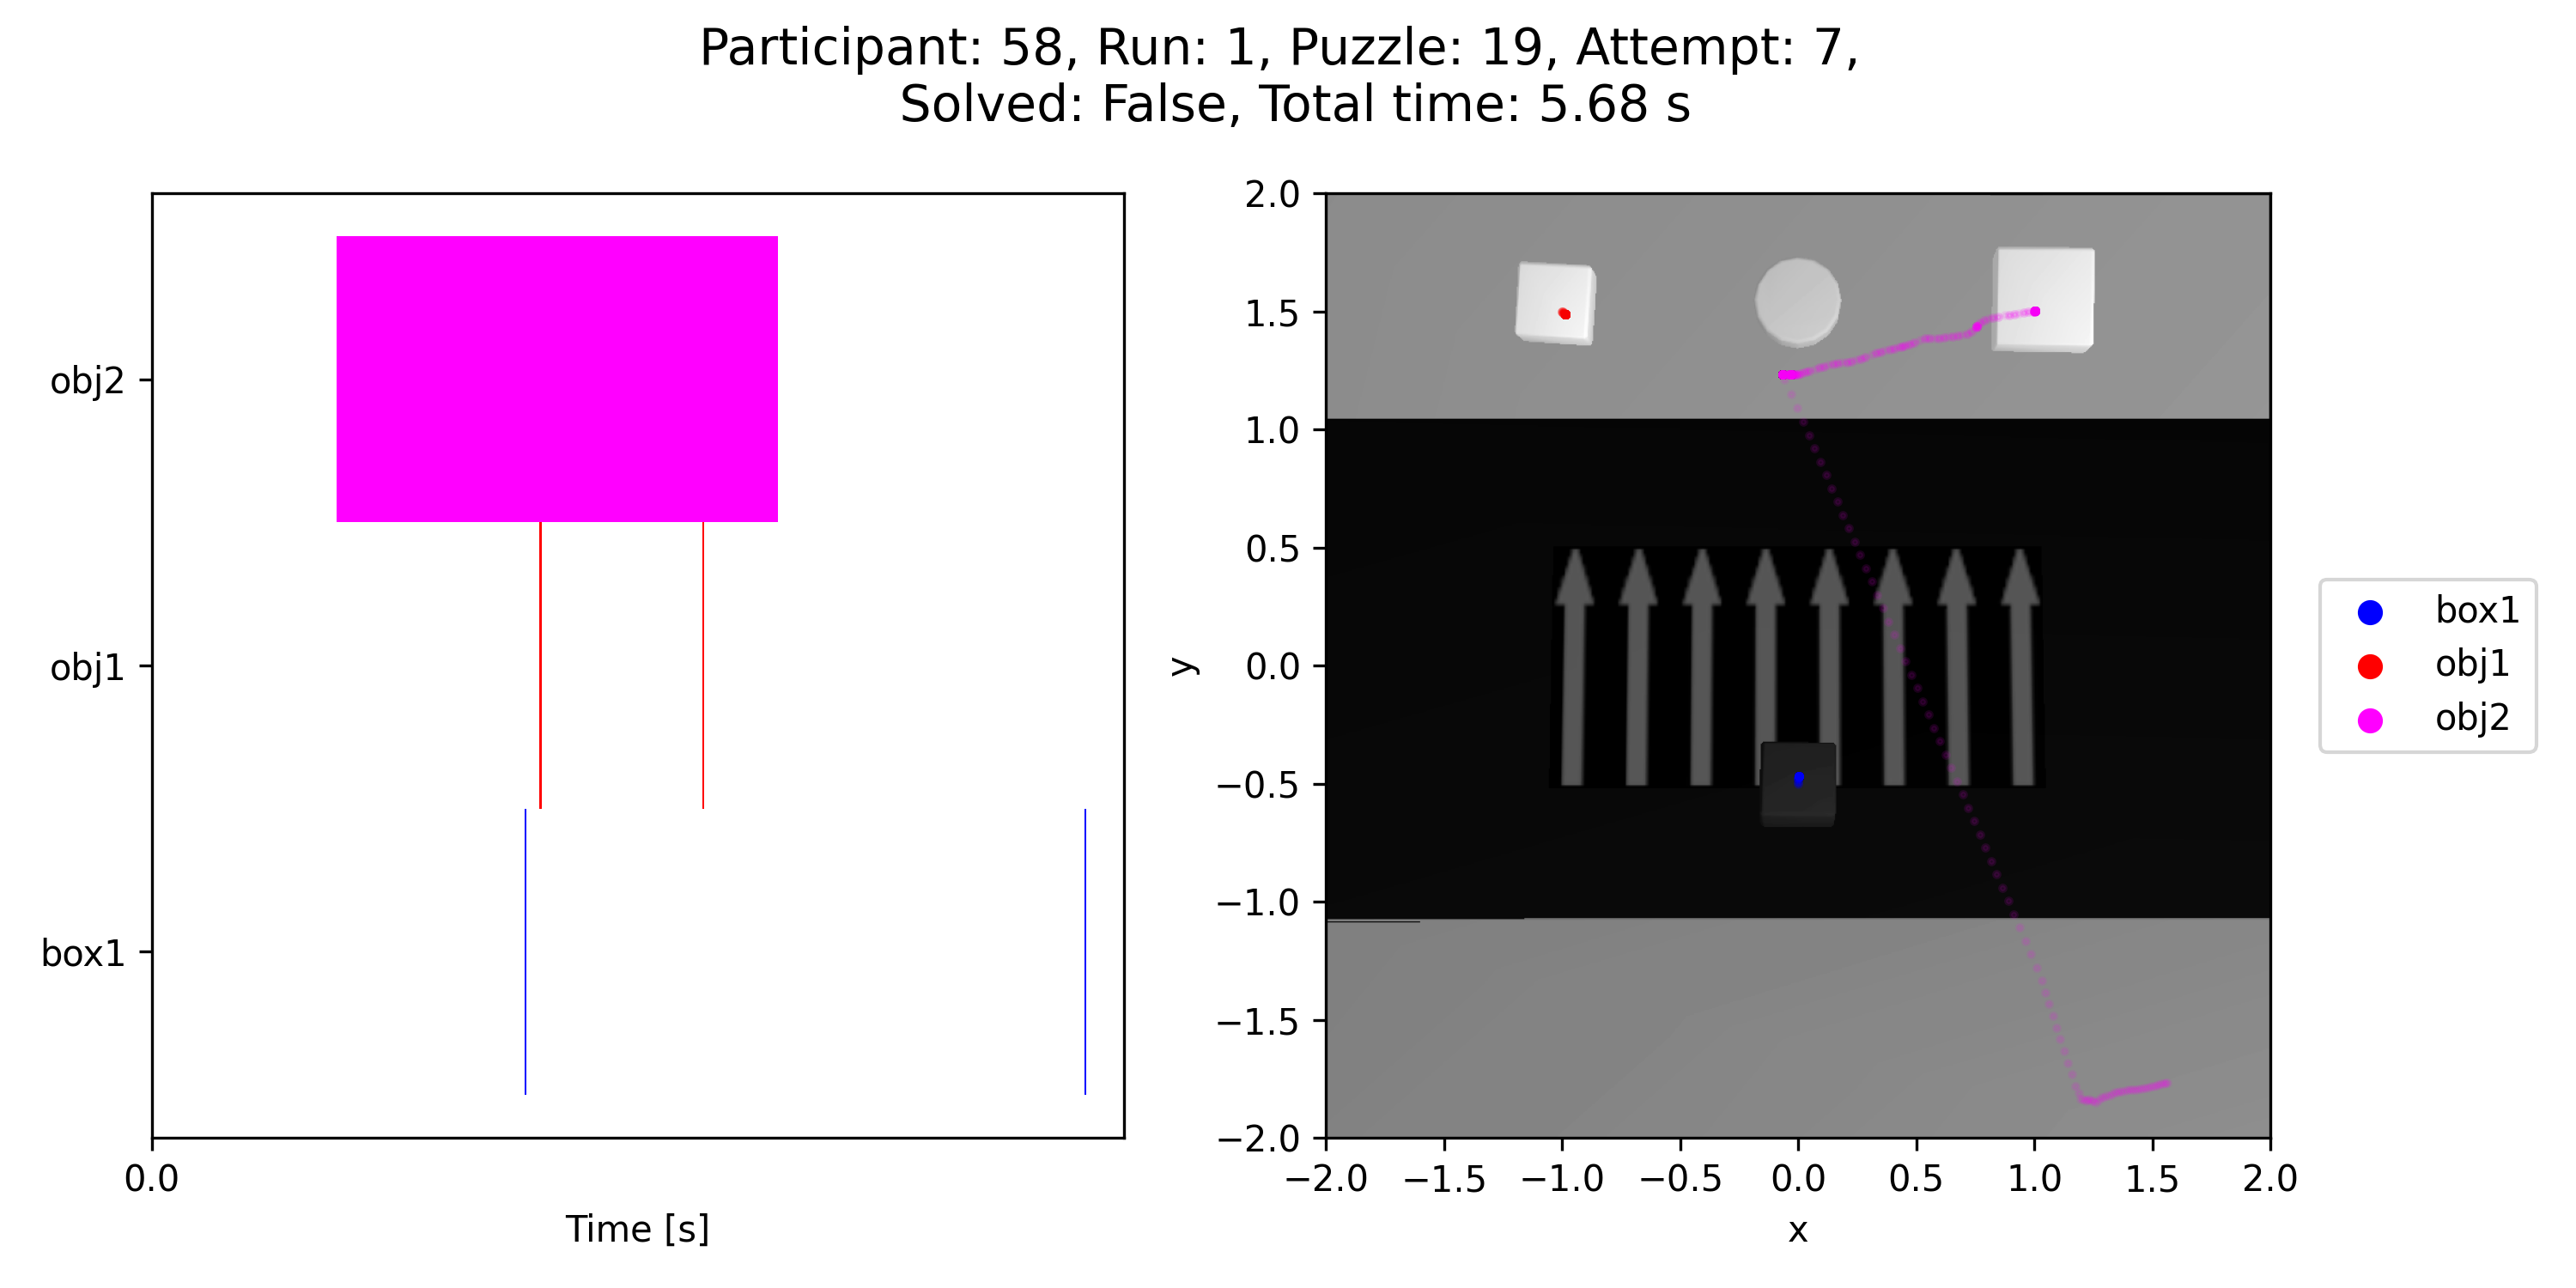 Participant: 58, Run: 1, Puzzle: 19, Attempt: 7,
Solved: False, Total time: 5.68 s
obj2
obj1
box1
0.0
Time [s]
2.0
1.5
1.0
0.5
0.0
−0.5
−1.0
−1.5
−2.0
y
−2.0 −1.5 −1.0 −0.5 0.0 0.5 1.0 1.5 2.0
x
box1
obj1
obj2